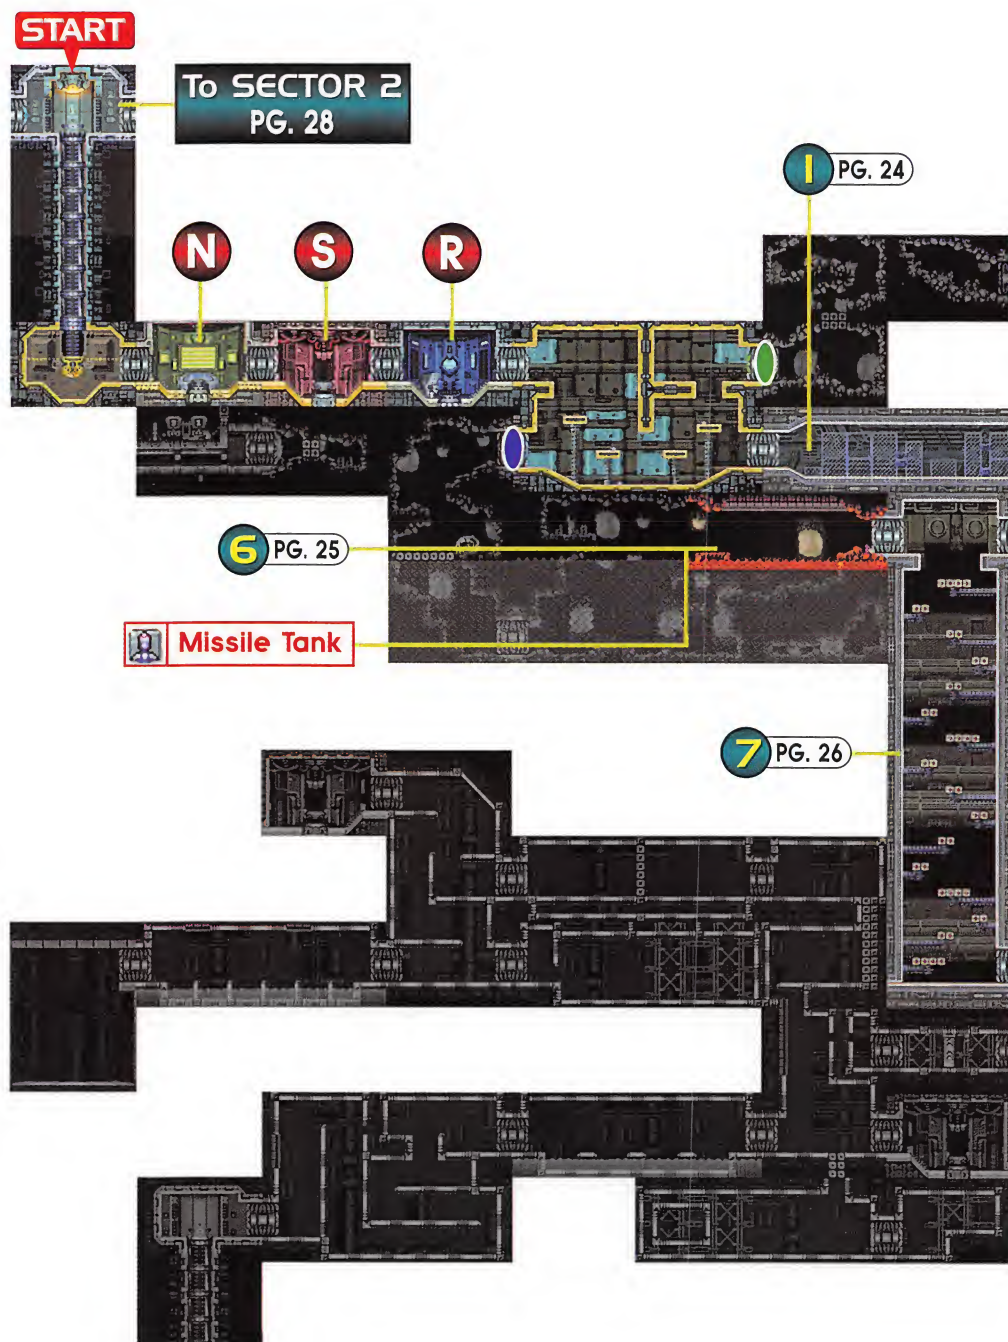 START
To SECTOR 2
PG. 28
1 PG. 24
N S R
6 PG. 25
Missile Tank
7 PG. 26